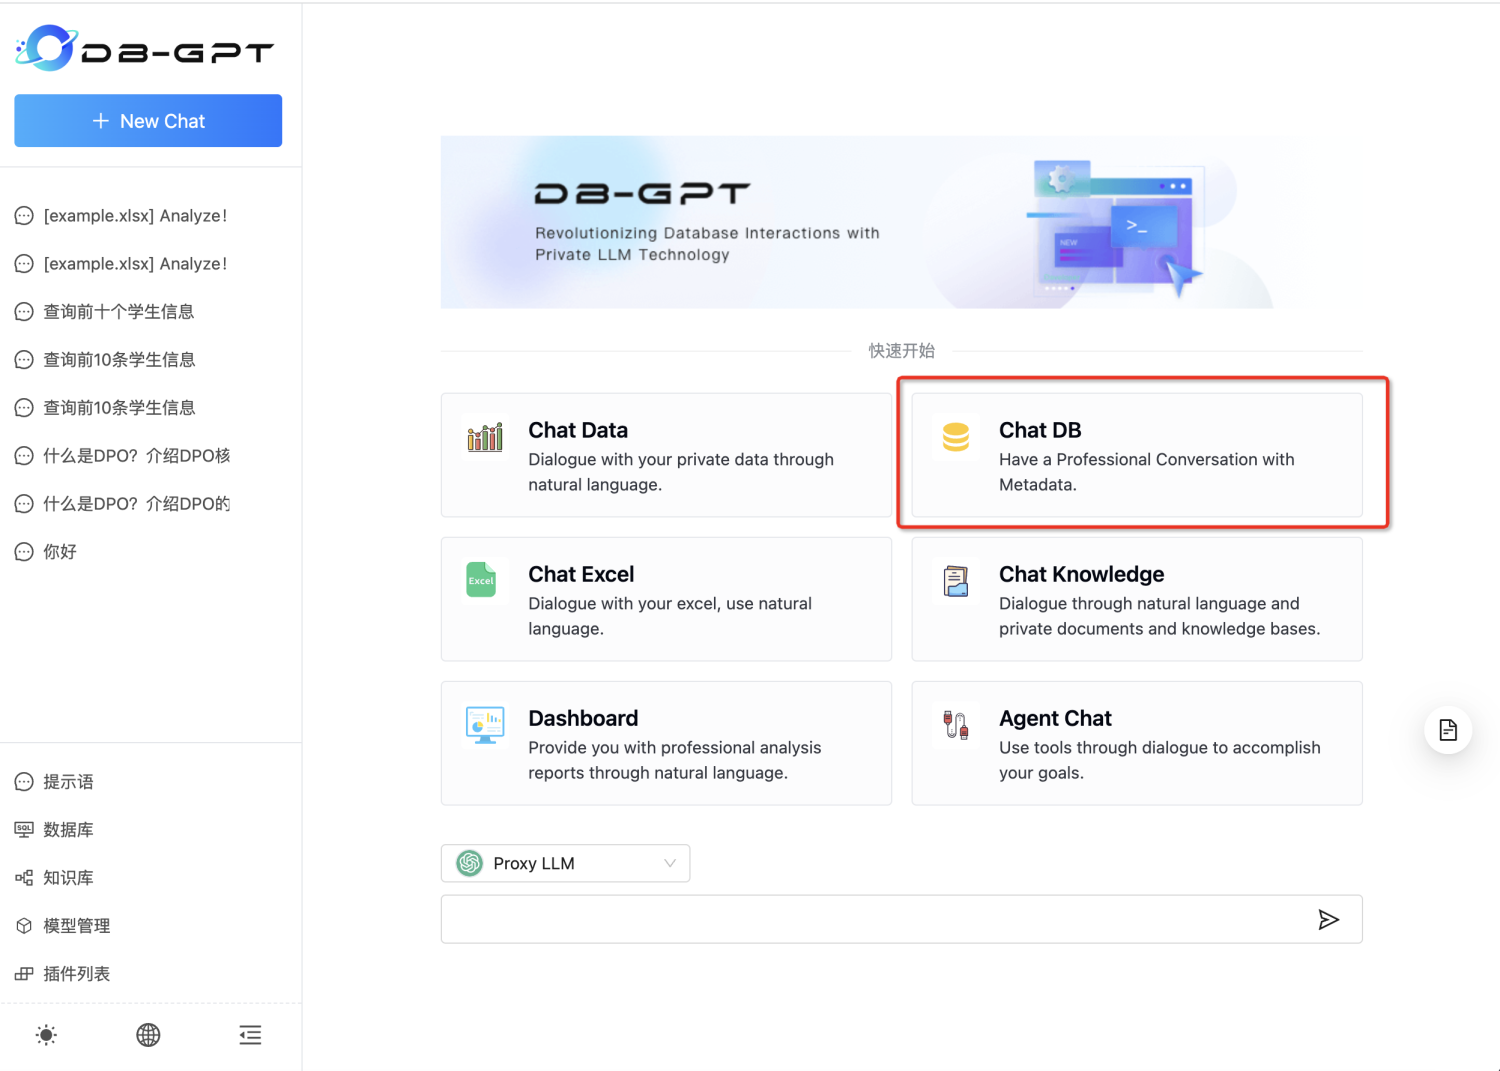 DB-GPT
+ New Chat
[example.xlsx] Analyze!
[example.xlsx] Analyze!
查询前十个学生信息
查询前10条学生信息
查询前10条学生信息
什么是DPO？介绍DPO核
什么是DPO？介绍DPO的
你好
提示语
SQL
数据库
知识库
模型管理
插件列表
DB-GPT
Revolutionizing Database Interactions with
Private LLM Technology
NEW
>_
快速开始
Chat Data
Dialogue with your private data through
natural language.
Chat DB
Have a Professional Conversation with
Metadata.
Excel
Chat Excel
Dialogue with your excel, use natural
language.
Chat Knowledge
Dialogue through natural language and
private documents and knowledge bases.
Dashboard
Provide you with professional analysis
reports through natural language.
Agent Chat
Use tools through dialogue to accomplish
your goals.
Proxy LLM